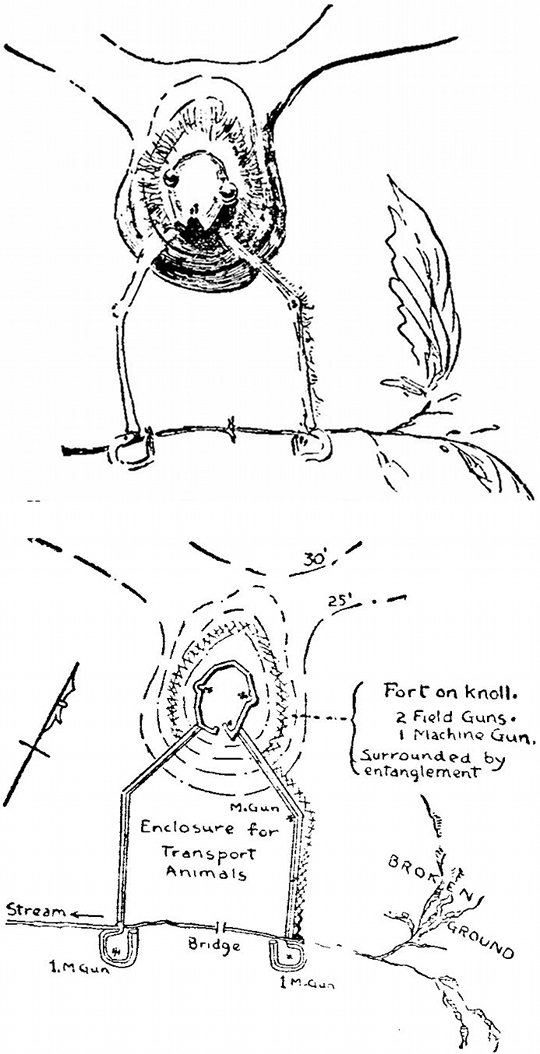 30'
25'
Fort on Knoll.
2 Field Guns.
1 Machine Gun.
Surrounded by
entanglement
M.Gun
Enclosure for
Transport
Animals
BROKEN
GROUND
Stream
Bridge
1.M Gun
1 M.Gun